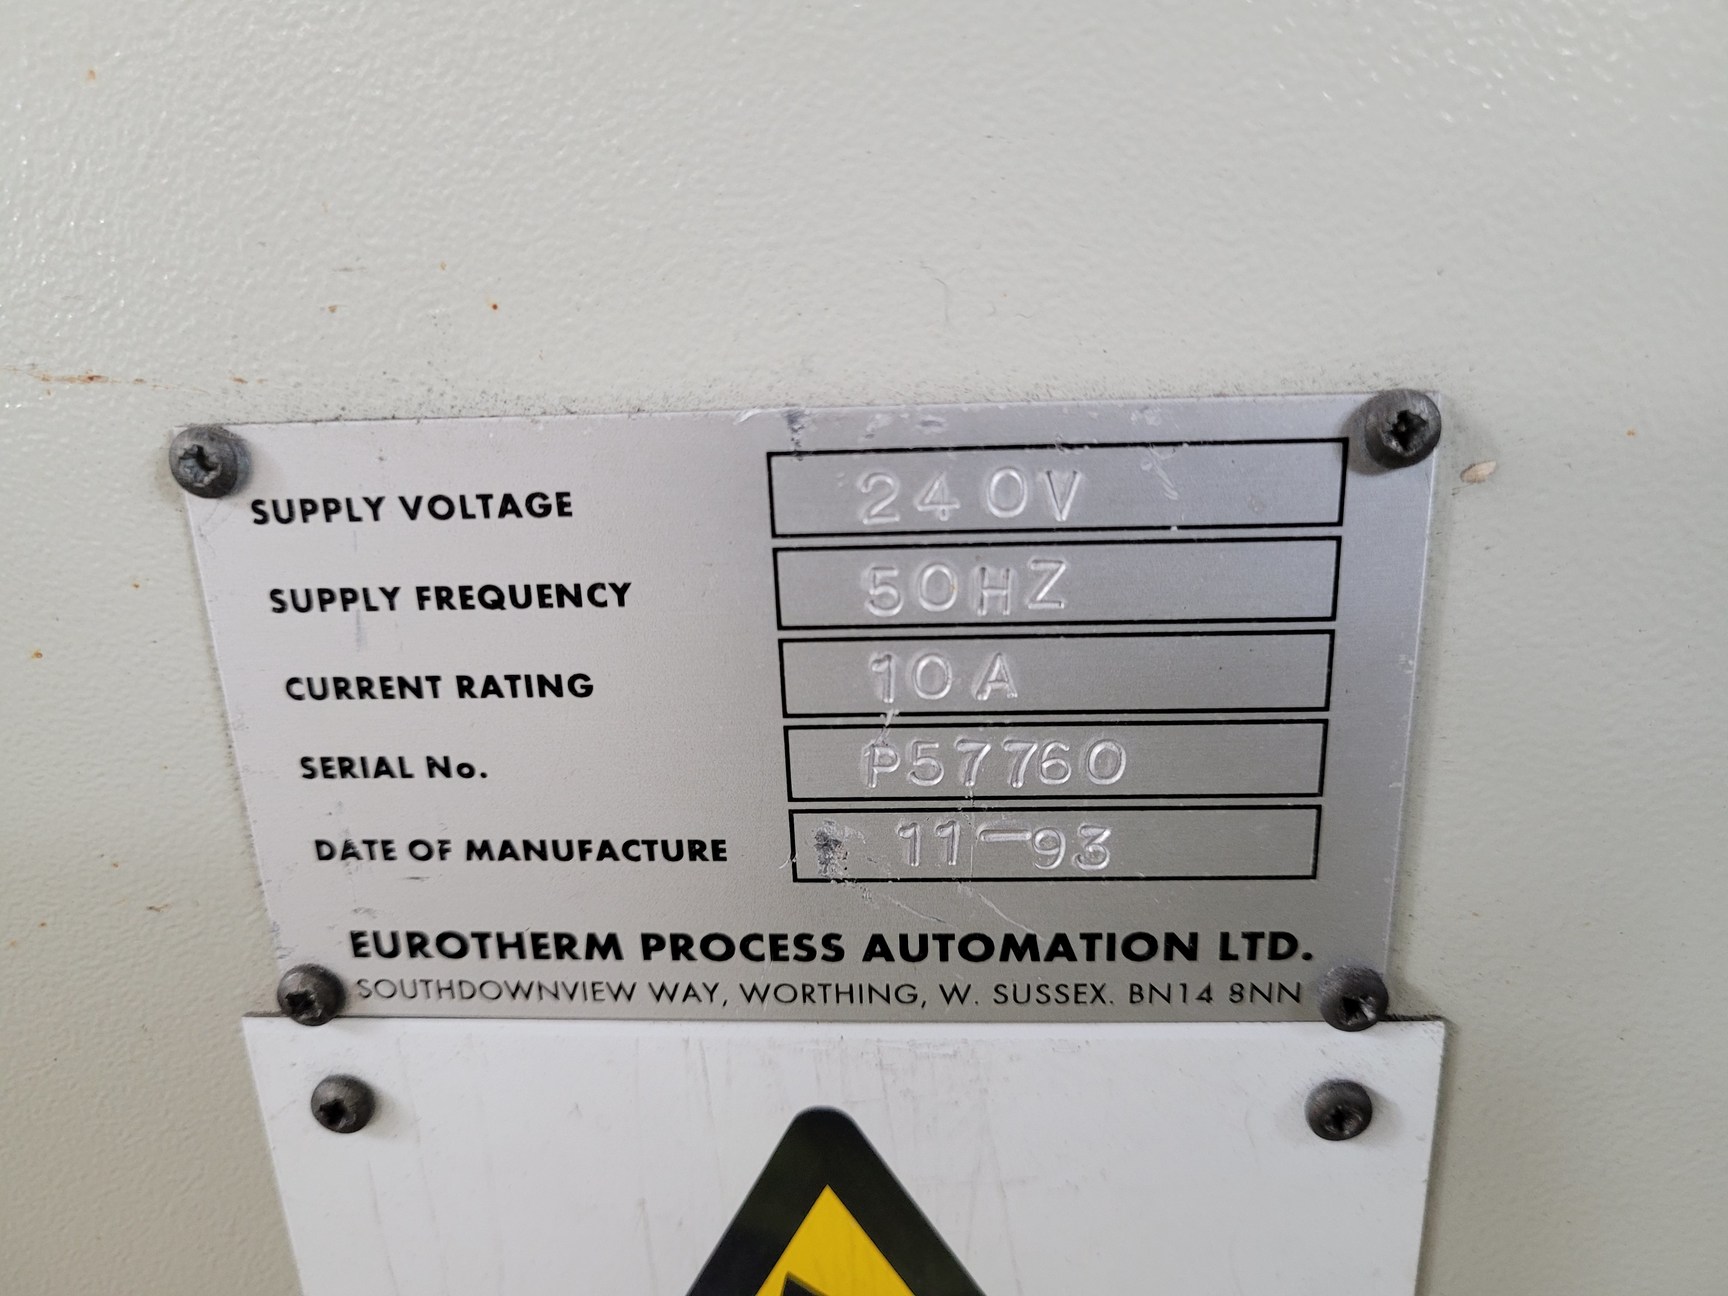 SUPPLY VOLTAGE 240V
SUPPLY FREQUENCY 50HZ
CURRENT RATING 10A
SERIAL No. P57760
DATE OF MANUFACTURE 11-93
EUROTHERM PROCESS AUTOMATION LTD.
SOUTHDOWNVIEW WAY, WORTHING, W. SUSSEX. BN14 8NN